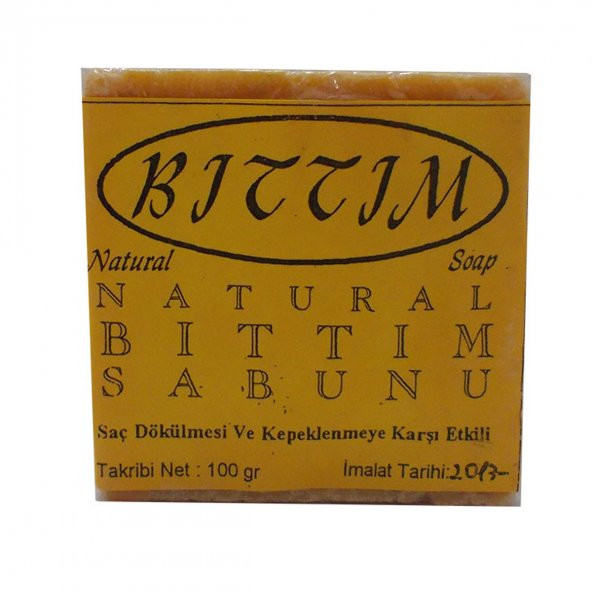 BITTIM
Natural Soap
NATURAL
BITTIM
SABUNU
Saç Dökülmesi Ve Kepeklenmeye Karşı Etkili
Takribi Net : 100 gr İmalat Tarihi:2013-